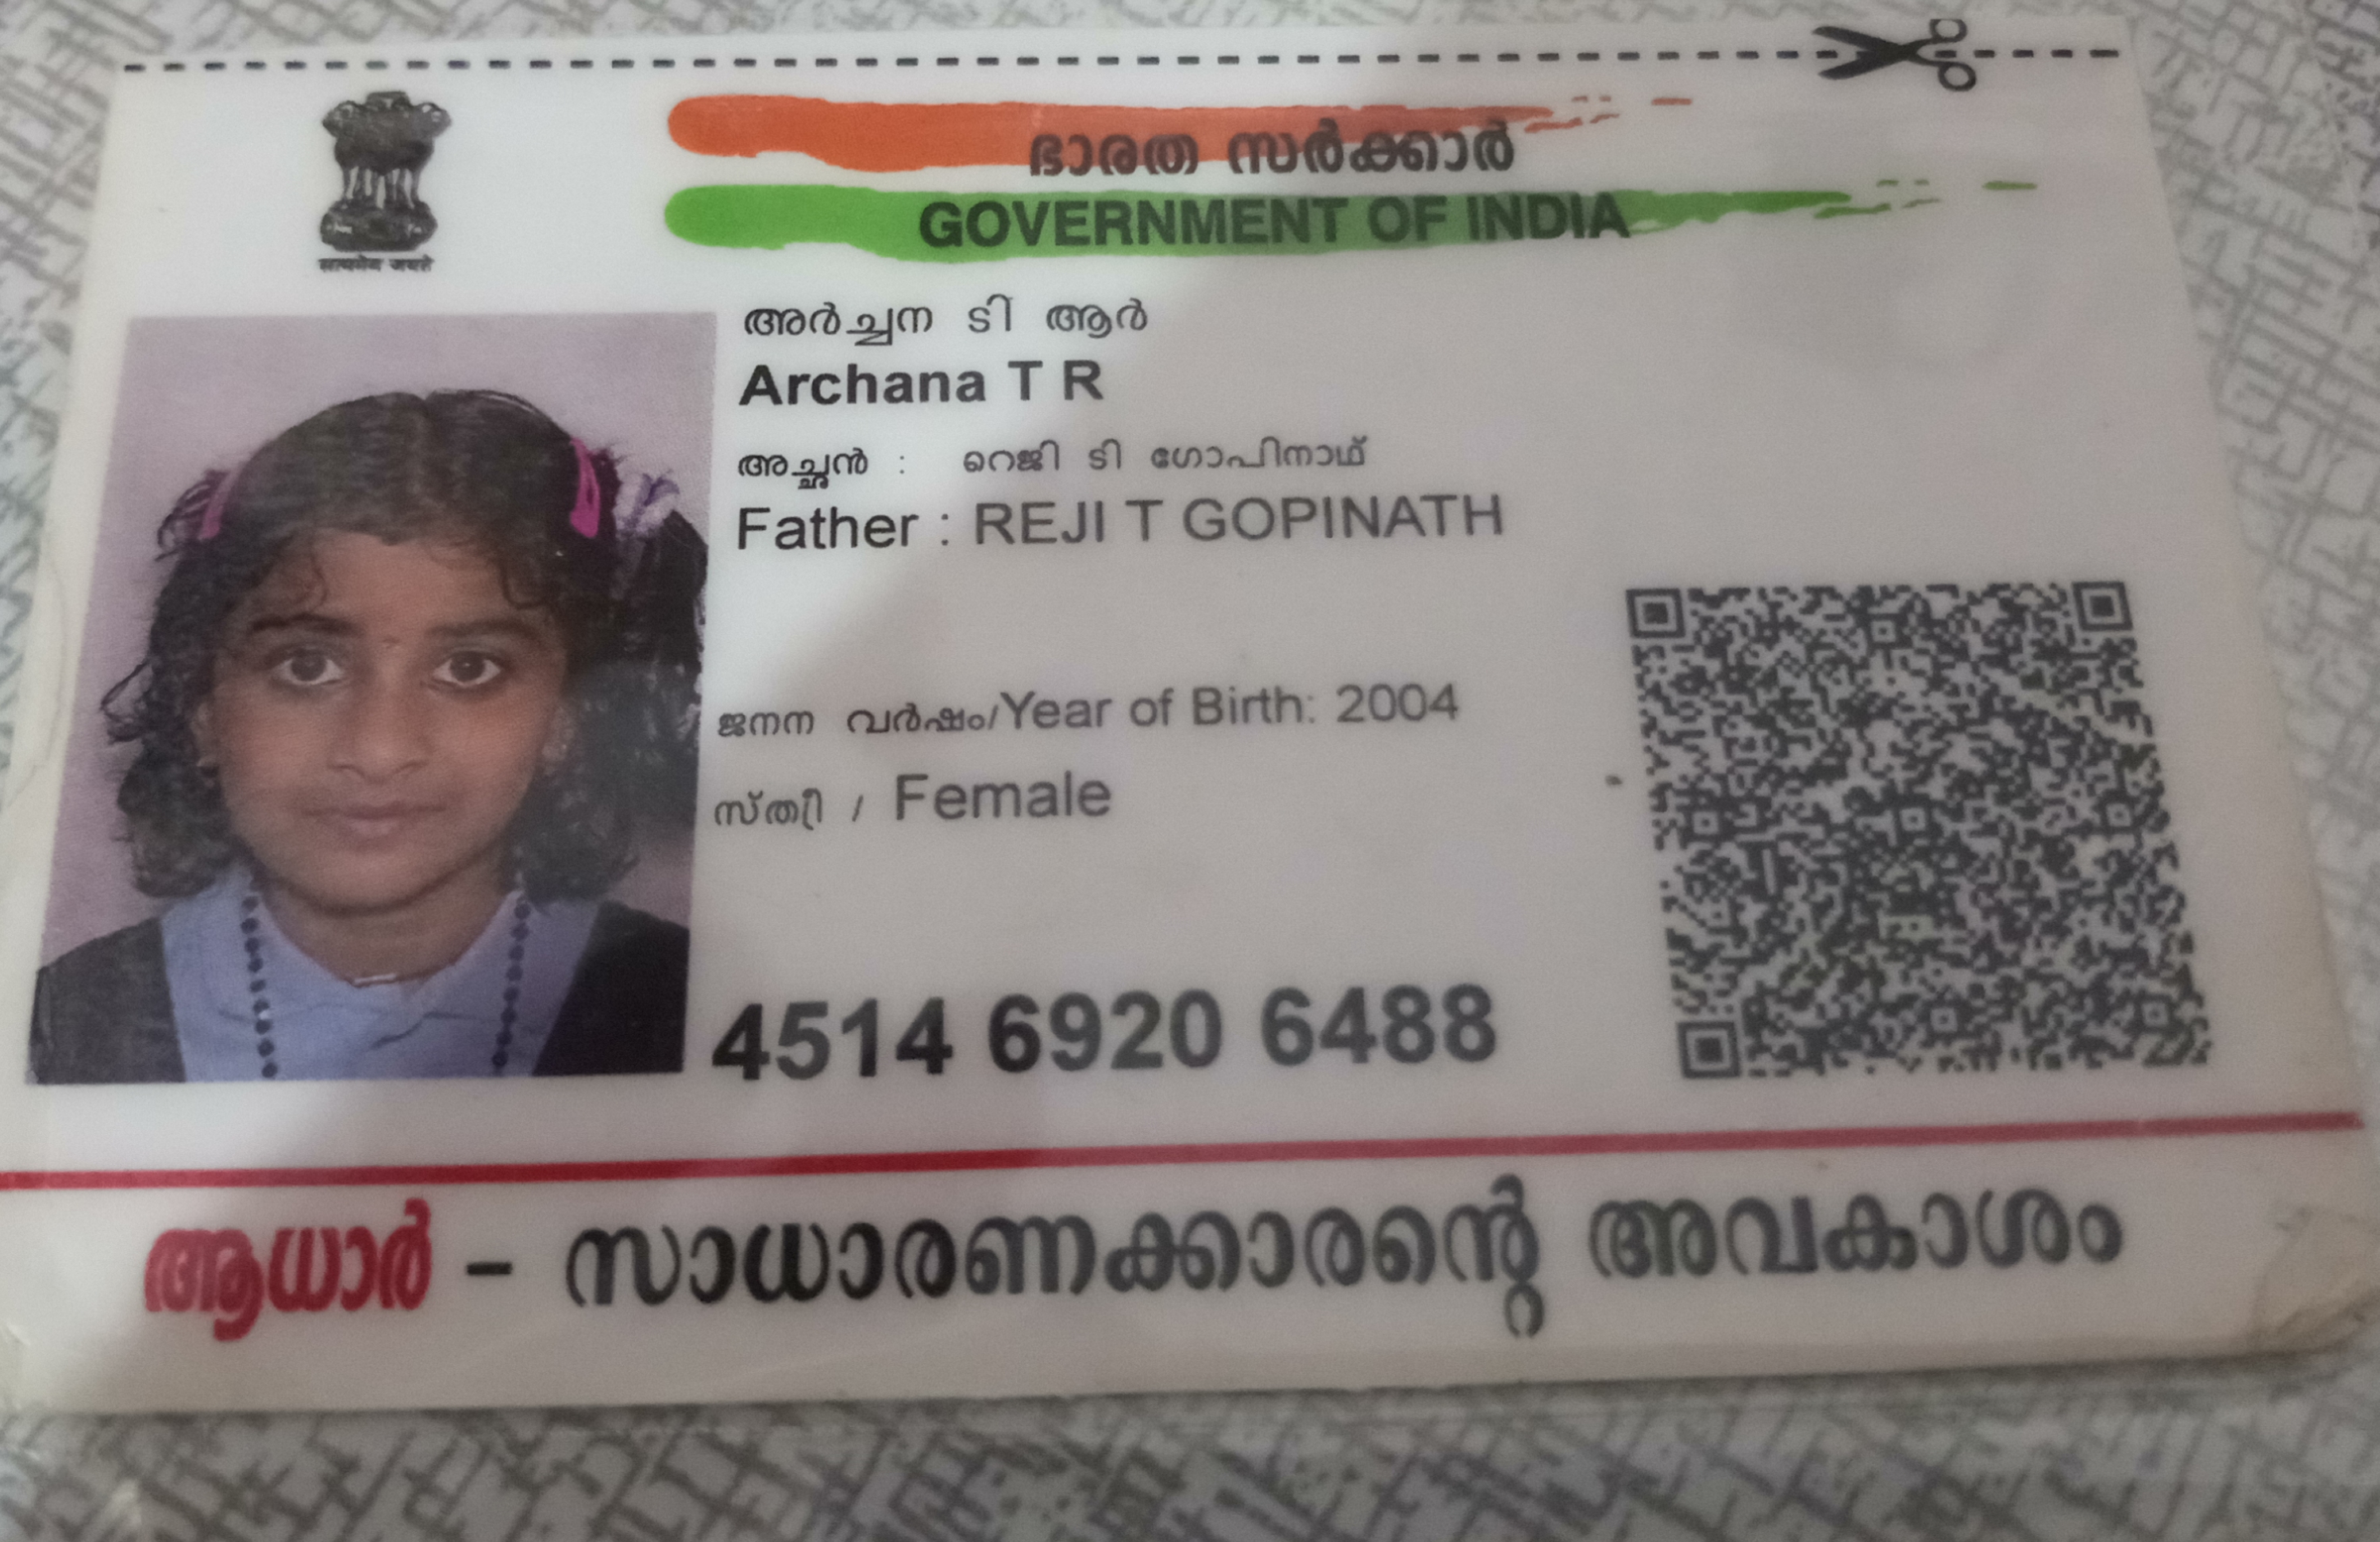 सत्यमेव जयते
ഭാരത സർക്കാർ
GOVERNMENT OF INDIA
അർച്ചന ടി ആർ
Archana T R
അച്ഛൻ : റെജി ടി ഗോപിനാഥ്
Father : REJI T GOPINATH
ജനന വർഷം/Year of Birth: 2004
സ്ത്രീ / Female
4514 6920 6488
ആധാർ - സാധാരണക്കാരന്റെ അവകാശം